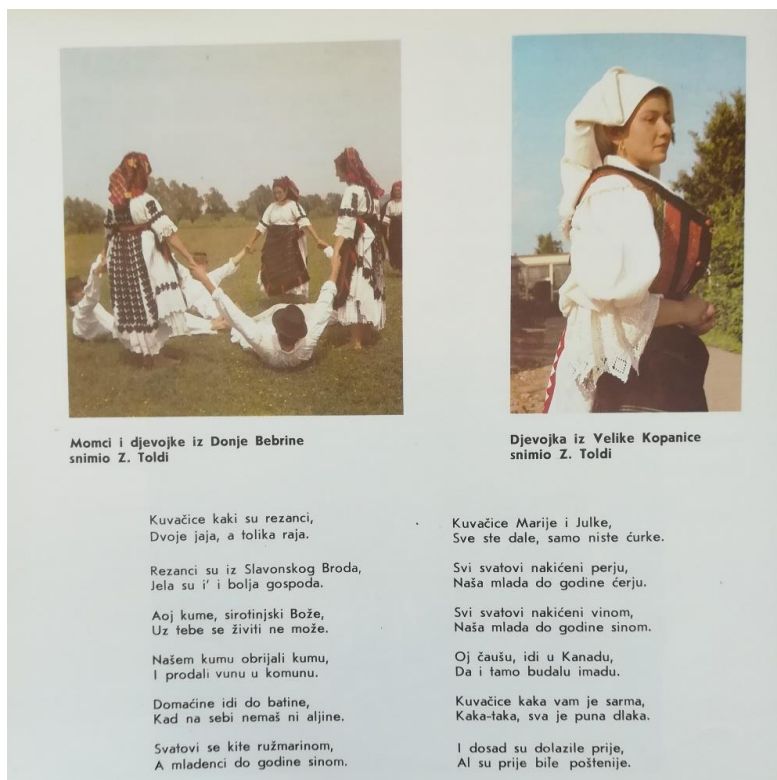 Momci i djevojke iz Donje Bebrine
snimio Z. Toldi
Djevojka iz Velike Kopanice
snimio Z. Toldi
Kuvačice kaki su rezanci,
Dvoje jaja, a tolika raja.
Rezanci su iz Slavonskog Broda,
Jela su i' i bolja gospoda.
Aoj kume, sirotinjski Bože,
Uz tebe se živiti ne može.
Našem kumu obrijali kumu,
I prodali vunu u komunu.
Domaćine idi do batine,
Kad na sebi nemaš ni aljine.
Svatovi se kite ružmarinom,
A mladenci do godine sinom.
Kuvačice Marije i Julke,
Sve ste dale, samo niste ćurke.
Svi svatovi nakićeni perju,
Naša mlada do godine ćerju.
Svi svatovi nakićeni vinom,
Naša mlada do godine sinom.
Oj čaušu, idi u Kanadu,
Da i tamo budalu imadu.
Kuvačice kaka vam je sarma,
Kaka-taka, sva je puna dlaka.
I dosad su dolazile prije,
Al su prije bile poštenije.